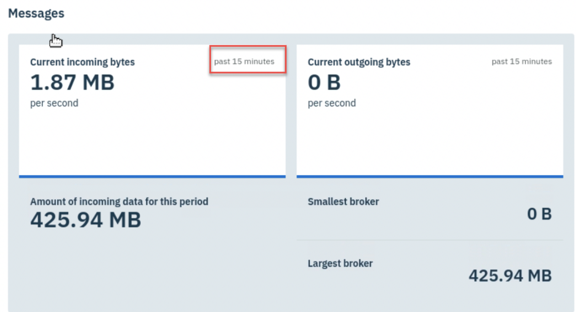 Messages
Current incoming bytes
past 15 minutes
1.87 MB
per second
Current outgoing bytes
past 15 minutes
0 B
per second
Amount of incoming data for this period
425.94 MB
Smallest broker
0 B
Largest broker
425.94 MB